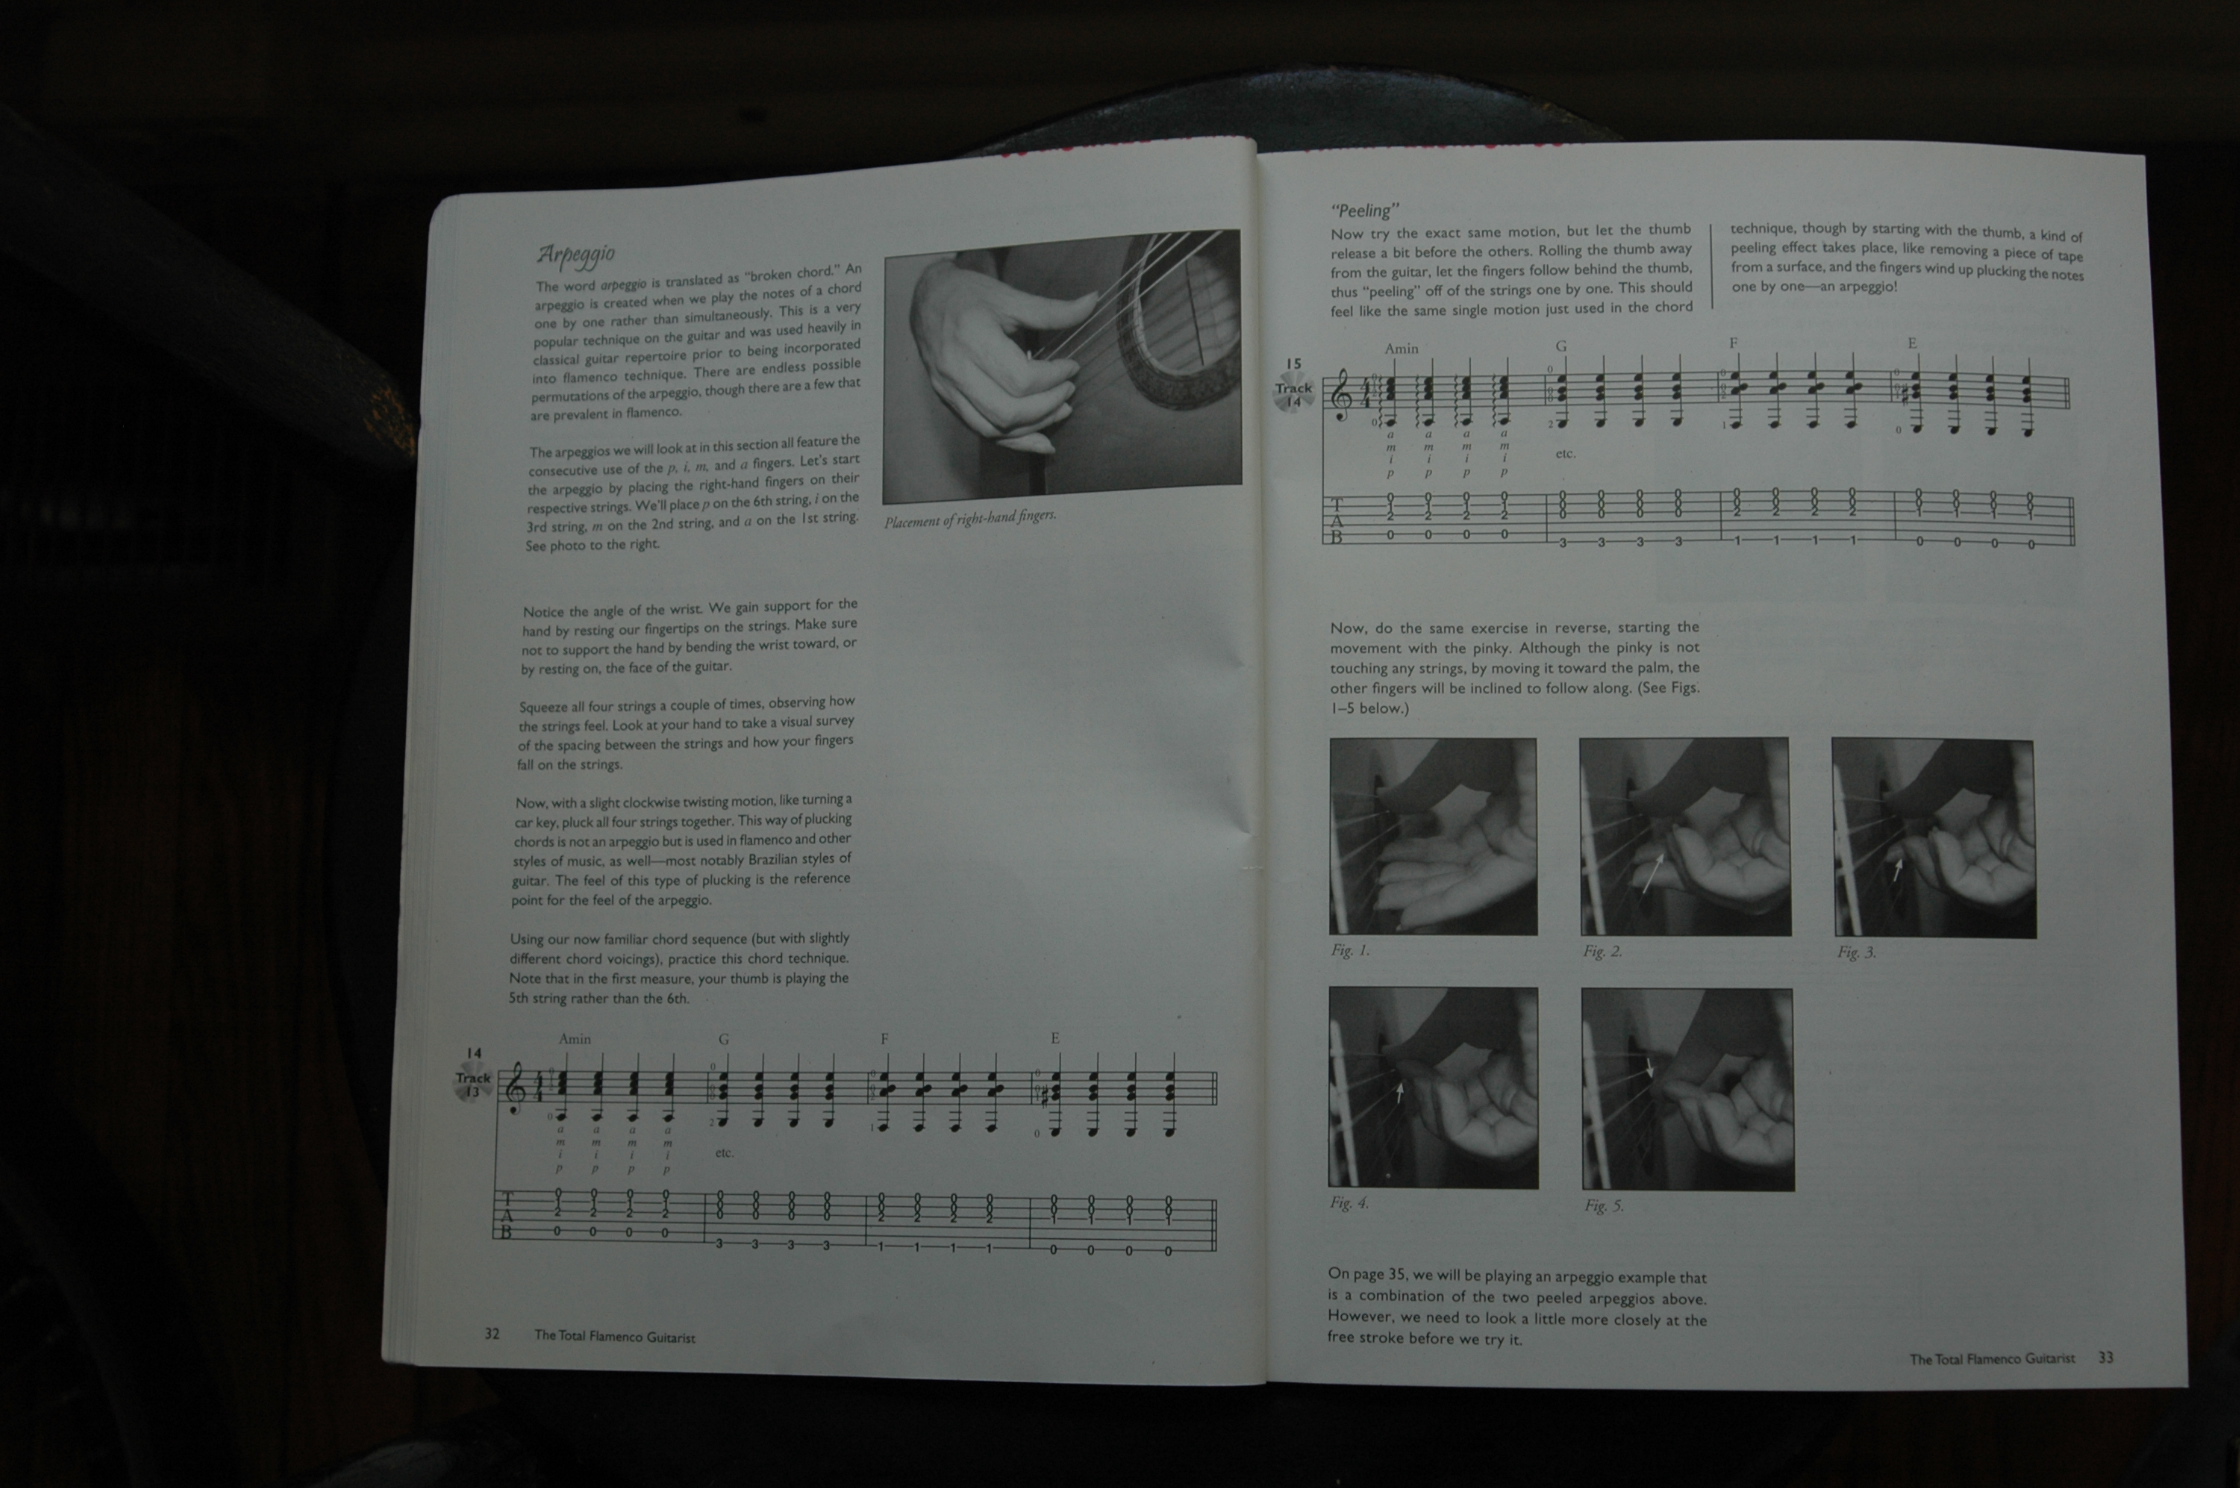 Arpeggio
The word arpeggio is translated as “broken chord.” An
arpeggio is created when we play the notes of a chord
one by one rather than simultaneously. This is a very
popular technique on the guitar and was used heavily in
classical guitar repertoire prior to being incorporated
into flamenco technique. There are endless possible
permutations of the arpeggio, though there are a few that
are prevalent in flamenco.
The arpeggios we will look at in this section all feature the
consecutive use of the p, i, m, and a fingers. Let’s start
the arpeggio by placing the right-hand fingers on their
respective strings. We’ll place p on the 6th string, i on the
3rd string, m on the 2nd string, and a on the 1st string.
See photo to the right.
Placement of right-hand fingers.
Notice the angle of the wrist. We gain support for the
hand by resting our fingertips on the strings. Make sure
not to support the hand by bending the wrist toward, or
by resting on, the face of the guitar.
Squeeze all four strings a couple of times, observing how
the strings feel. Look at your hand to take a visual survey
of the spacing between the strings and how your fingers
fall on the strings.
Now, with a slight clockwise twisting motion, like turning a
car key, pluck all four strings together. This way of plucking
chords is not an arpeggio but is used in flamenco and other
styles of music, as well—most notably Brazilian styles of
guitar. The feel of this type of plucking is the reference
point for the feel of the arpeggio.
Using our now familiar chord sequence (but with slightly
different chord voicings), practice this chord technique.
Note that in the first measure, your thumb is playing the
5th string rather than the 6th.
Amin G F E
14
Track
13
a a a a
m m m m
i i i i
p p p p
etc.
T
A
B
0 0 0 0 0 0 0 0 0 0 0 0 0 0 0 0
1 1 1 1 0 0 0 0 1 1 1 1 0 0 0 0
2 2 2 2 0 0 0 0 2 2 2 2 1 1 1 1
0 0 0 0
3 3 3 3 1 1 1 1 0 0 0 0
32 The Total Flamenco Guitarist
“Peeling”
Now try the exact same motion, but let the thumb
release a bit before the others. Rolling the thumb away
from the guitar, let the fingers follow behind the thumb,
thus “peeling” off of the strings one by one. This should
feel like the same single motion just used in the chord
technique, though by starting with the thumb, a kind of
peeling effect takes place, like removing a piece of tape
from a surface, and the fingers wind up plucking the notes
one by one—an arpeggio!
Amin G F E
15
Track
14
a a a a
m m m m
i i i i
p p p p
etc.
T
A
B
0 0 0 0 0 0 0 0 0 0 0 0 0 0 0 0
1 1 1 1 0 0 0 0 1 1 1 1 0 0 0 0
2 2 2 2 0 0 0 0 2 2 2 2 1 1 1 1
0 0 0 0
3 3 3 3 1 1 1 1 0 0 0 0
Now, do the same exercise in reverse, starting the
movement with the pinky. Although the pinky is not
touching any strings, by moving it toward the palm, the
other fingers will be inclined to follow along. (See Figs.
1–5 below.)
Fig. 1. Fig. 2. Fig. 3.
Fig. 4. Fig. 5.
On page 35, we will be playing an arpeggio example that
is a combination of the two peeled arpeggios above.
However, we need to look a little more closely at the
free stroke before we try it.
The Total Flamenco Guitarist 33